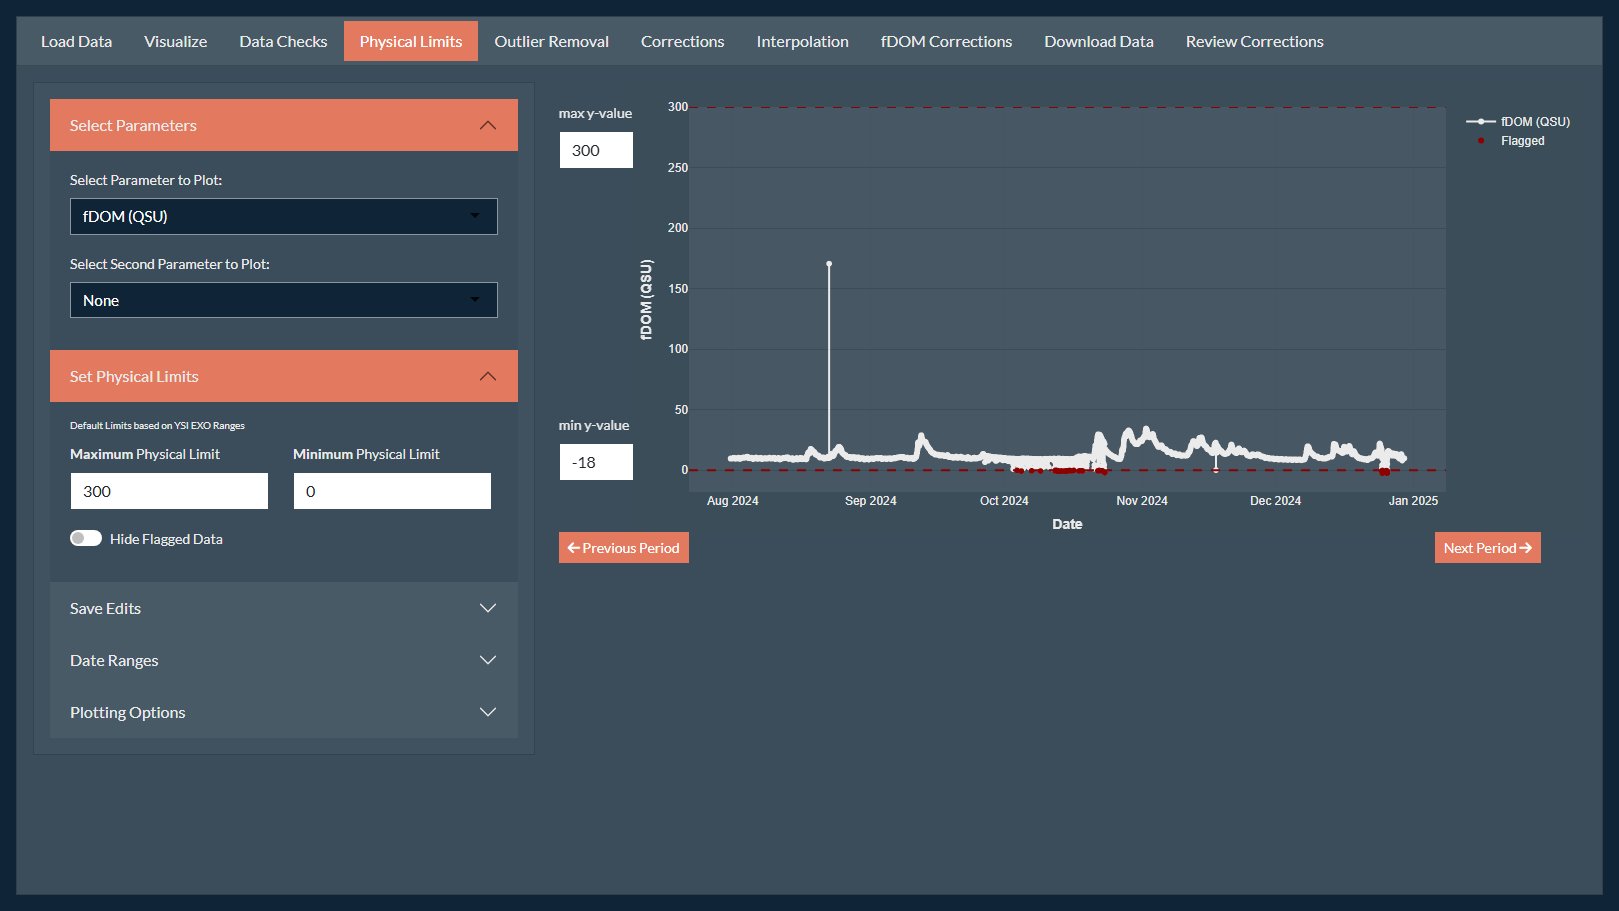 Load Data Visualize Data Checks Physical Limits Outlier Removal Corrections Interpolation fDOM Corrections Download Data Review Corrections
Select Parameters
Select Parameter to Plot:
fDOM (QSU)
Select Second Parameter to Plot:
None
Set Physical Limits
Default Limits based on YSI EXO Ranges
Maximum Physical Limit Minimum Physical Limit
300 0
Hide Flagged Data
Save Edits
Date Ranges
Plotting Options
max y-value
300
min y-value
-18
fDOM (QSU)
300
250
200
150
100
50
0
Aug 2024 Sep 2024 Oct 2024 Nov 2024 Dec 2024 Jan 2025
Date
fDOM (QSU)
Flagged
Previous Period Next Period